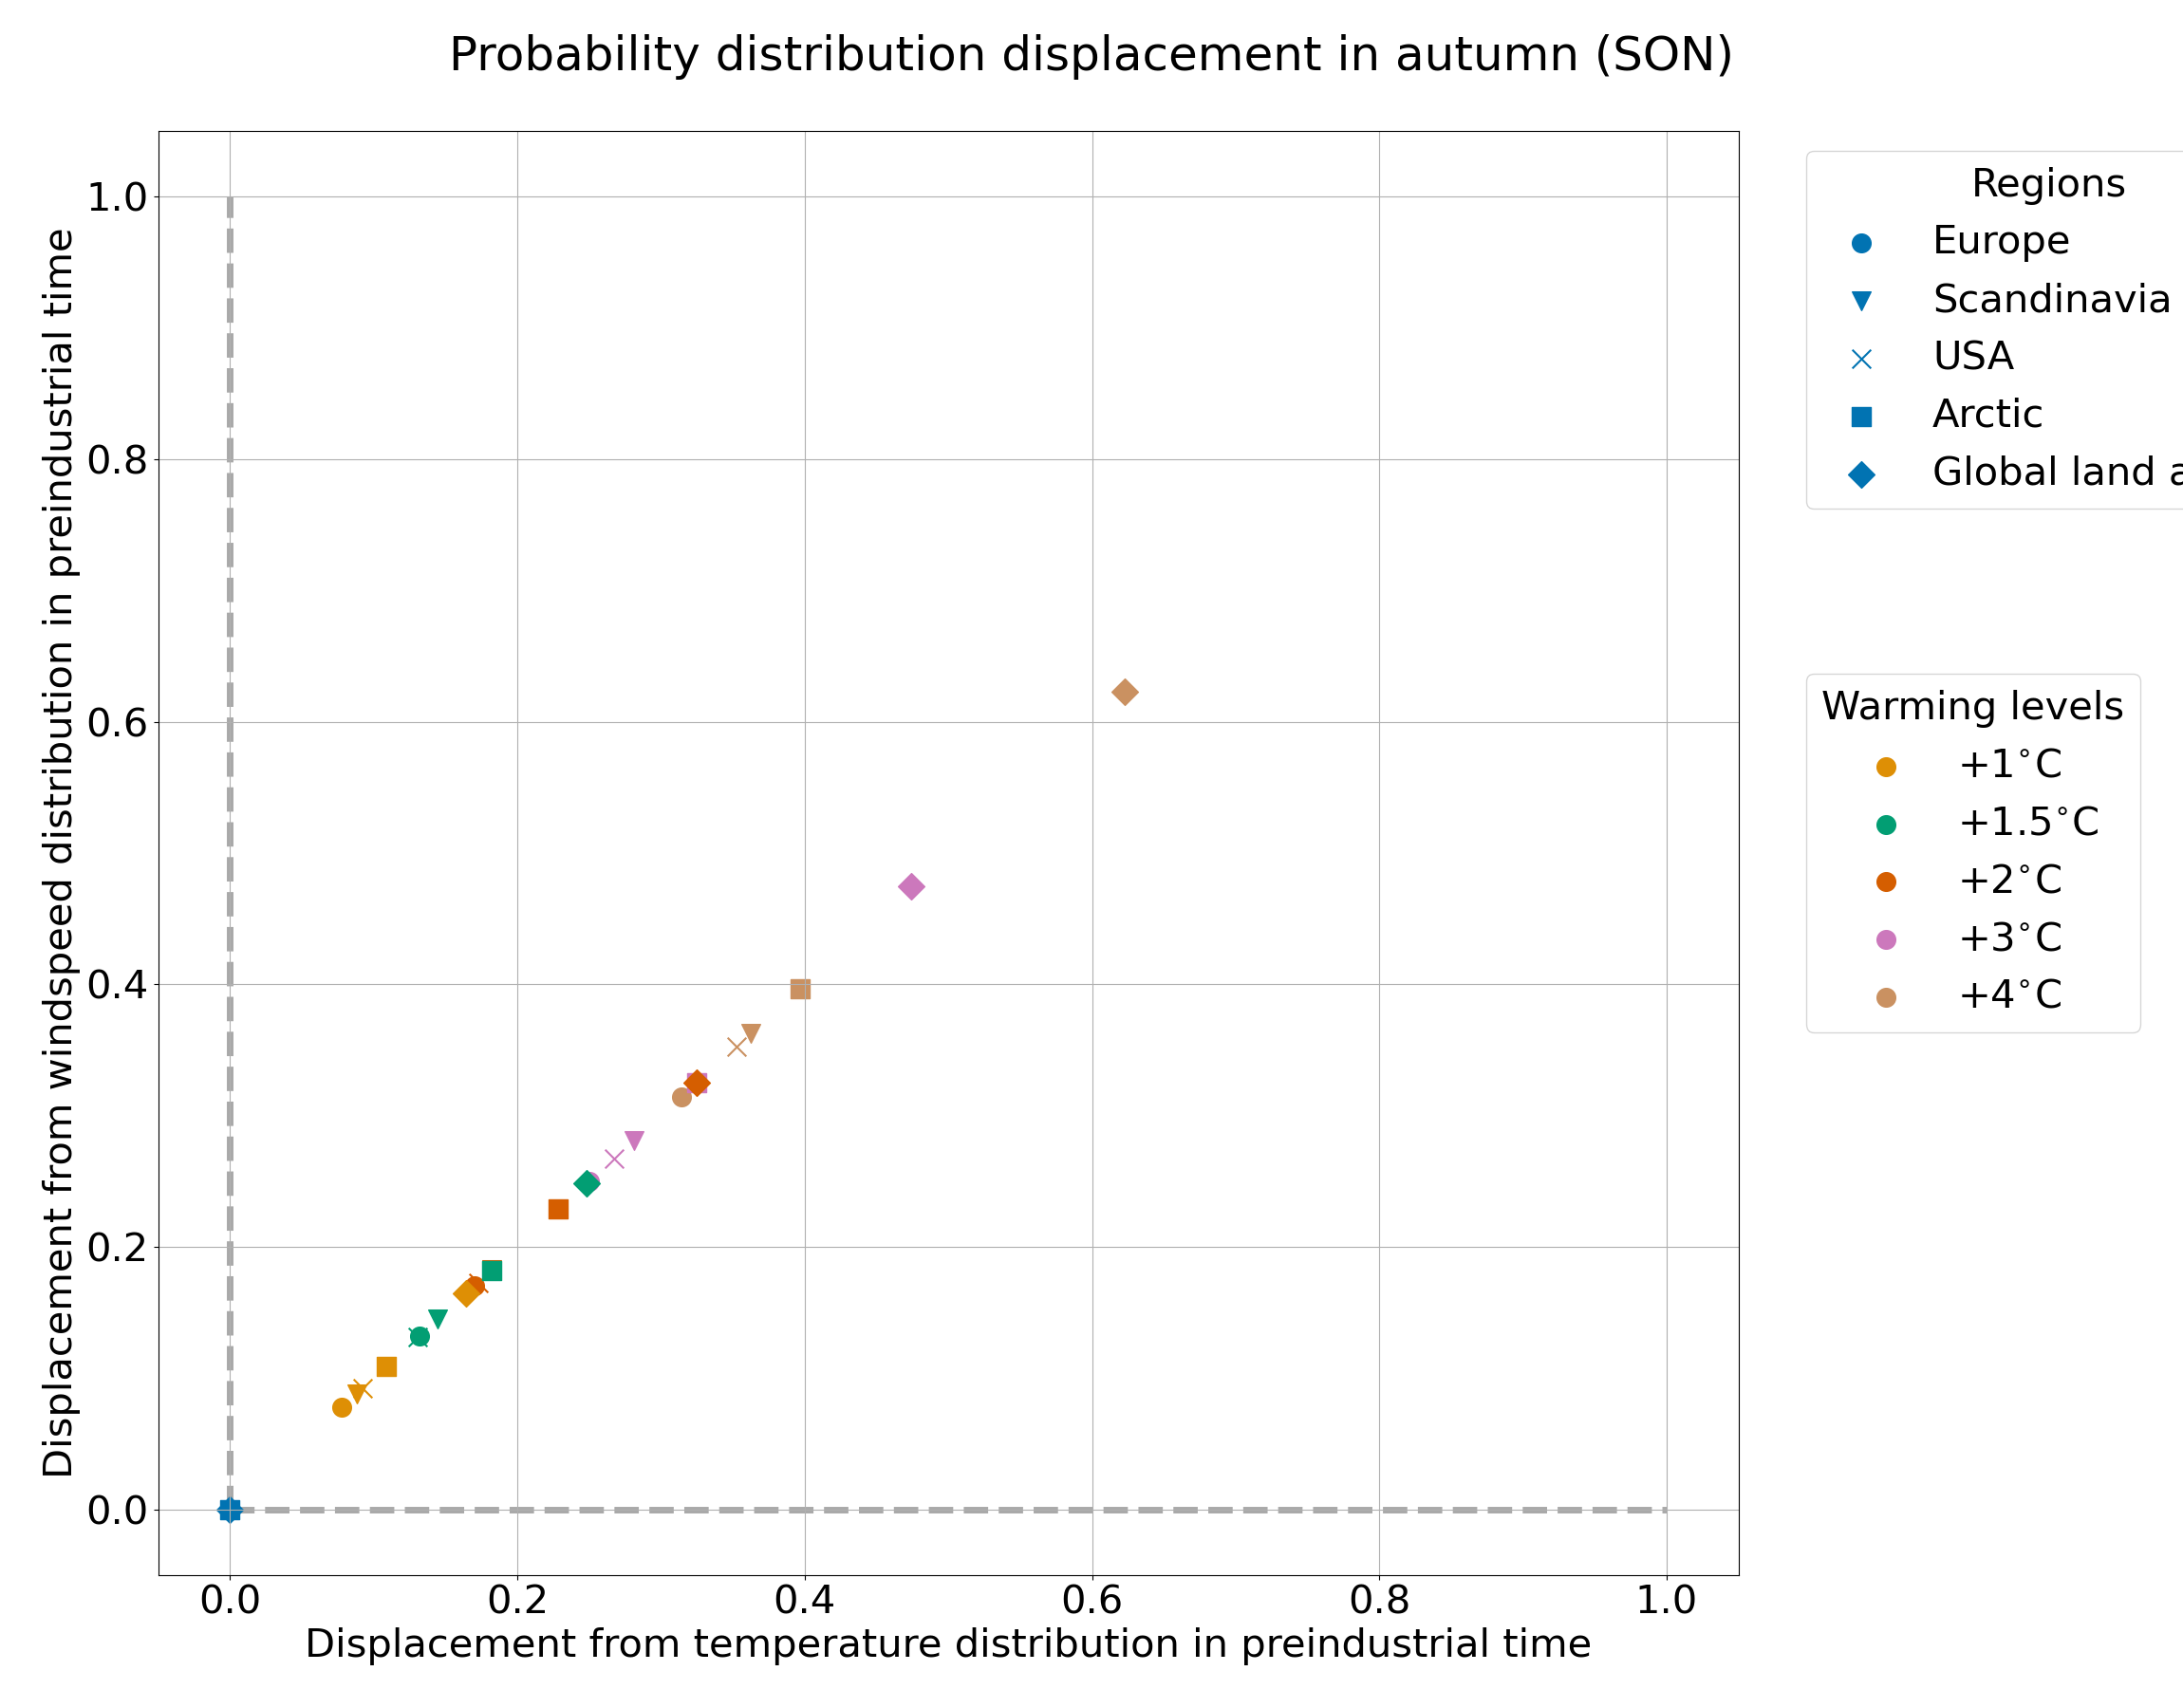 Probability distribution displacement in autumn (SON)
Displacement from windspeed distribution in preindustrial time
1.0
0.8
0.6
0.4
0.2
0.0
0.0 0.2 0.4 0.6 0.8 1.0
Displacement from temperature distribution in preindustrial time
Regions
Europe
Scandinavia
USA
Arctic
Global land a
Warming levels
+1°C
+1.5°C
+2°C
+3°C
+4°C